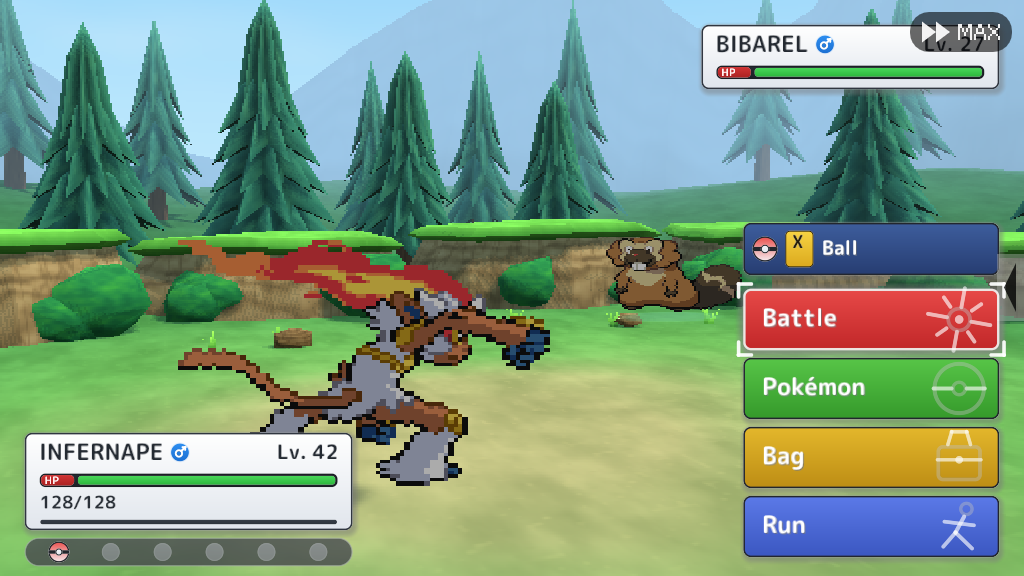 BIBAREL ♂ Lv. 27
MAX
HP
X Ball
Battle
Pokémon
Bag
Run
INFERNAPE ♂ Lv. 42
HP
128/128